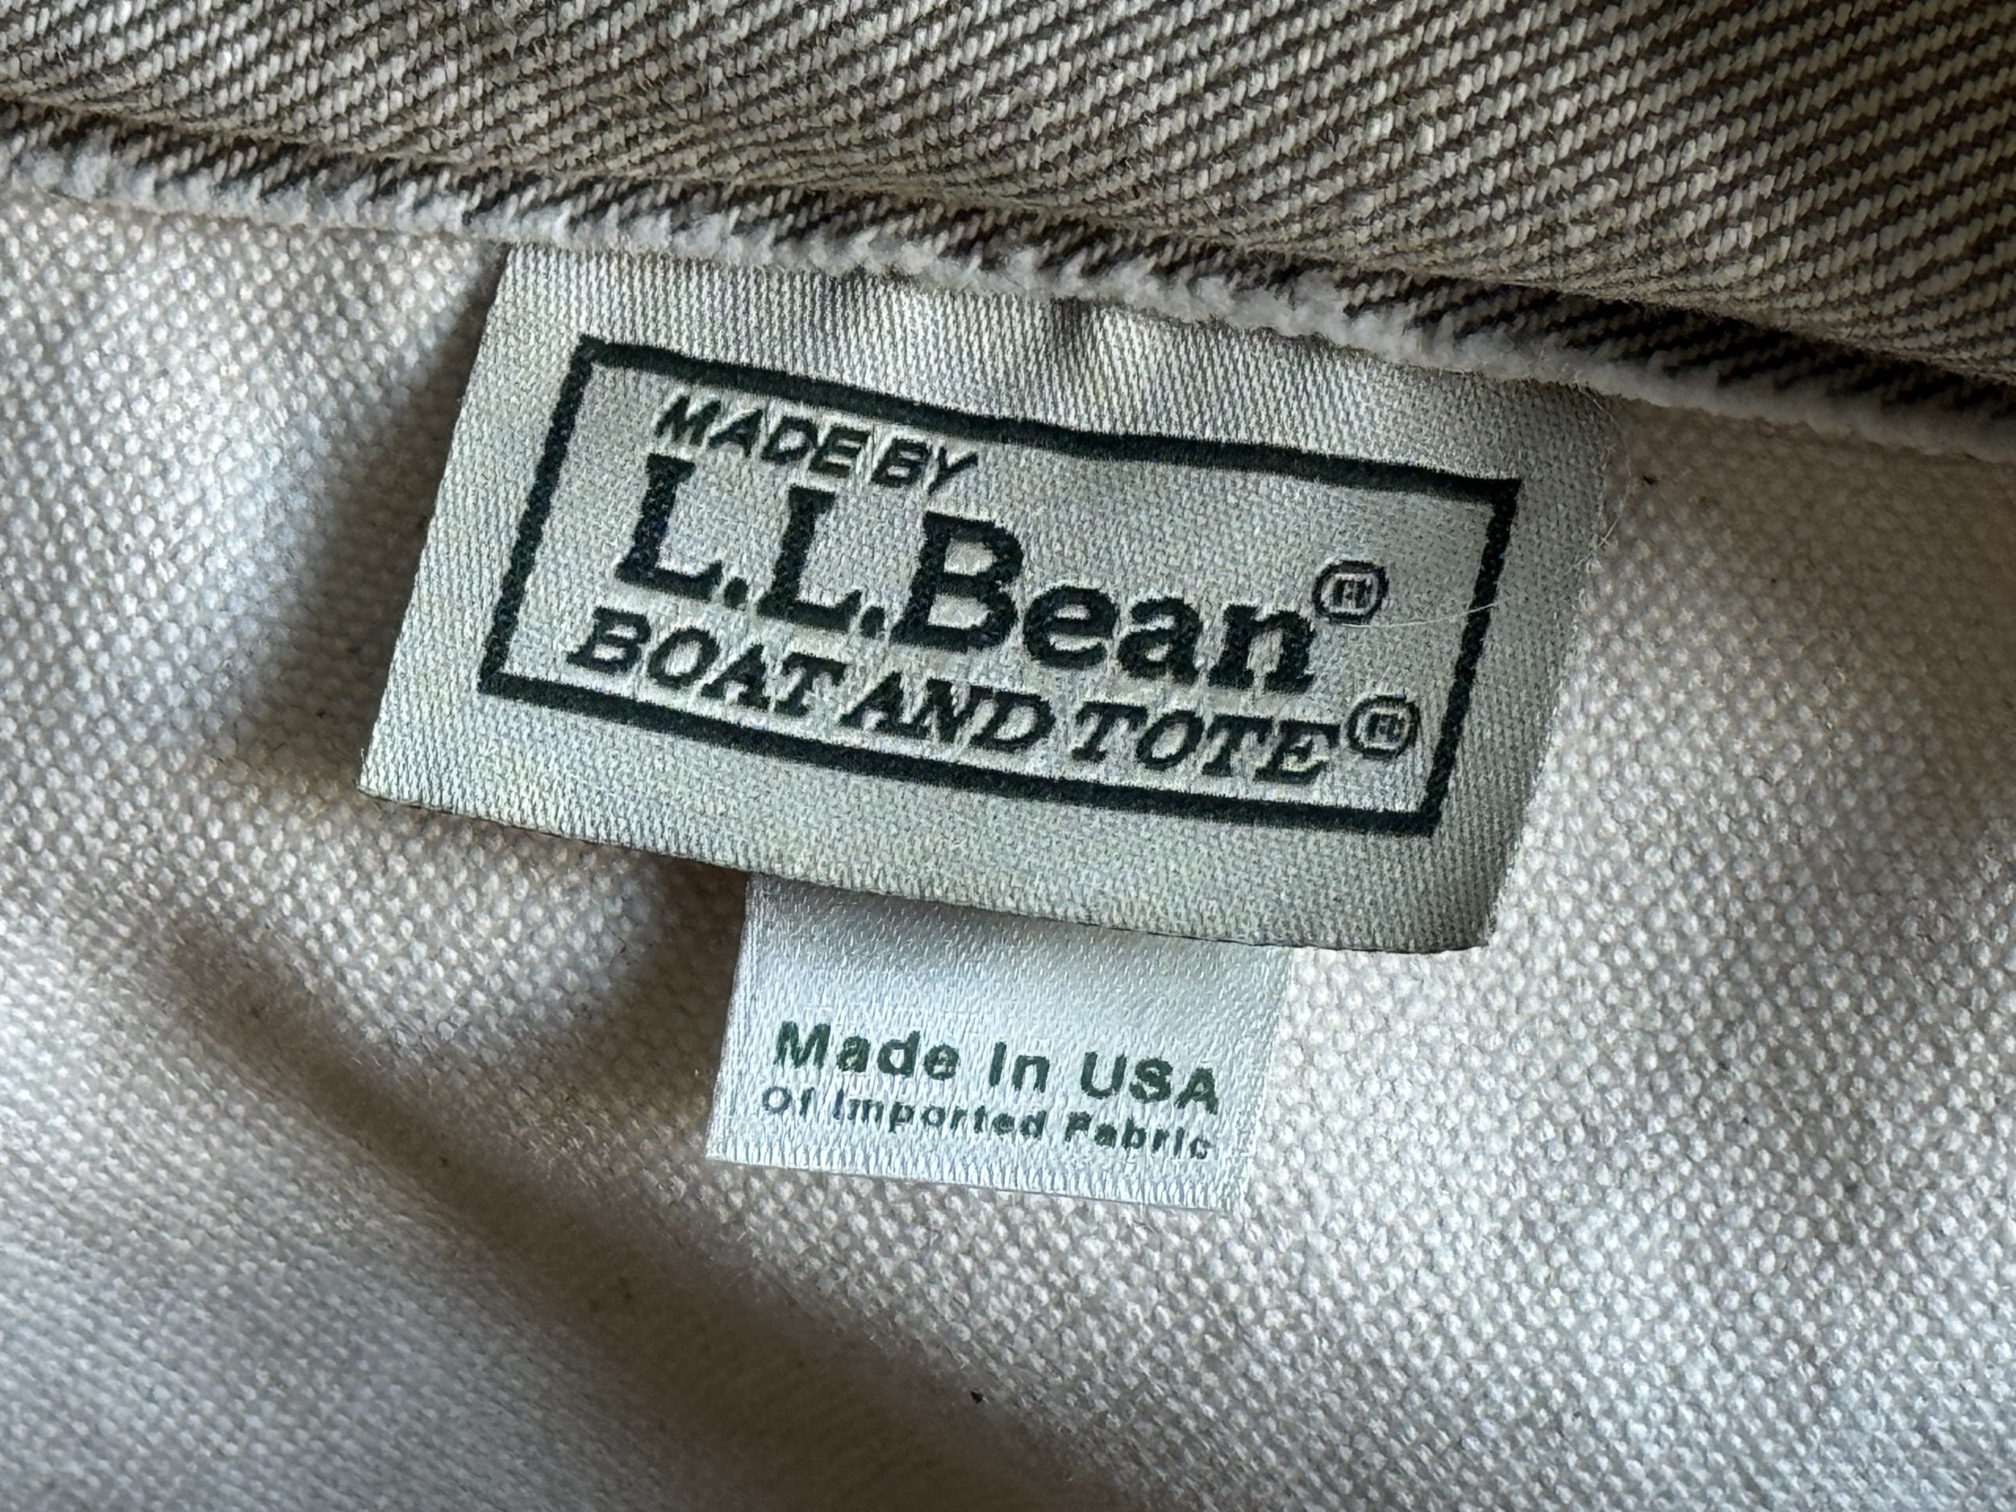 MADE BY
L.L.Bean®
BOAT AND TOTE®
Made In USA
Of Imported Fabric